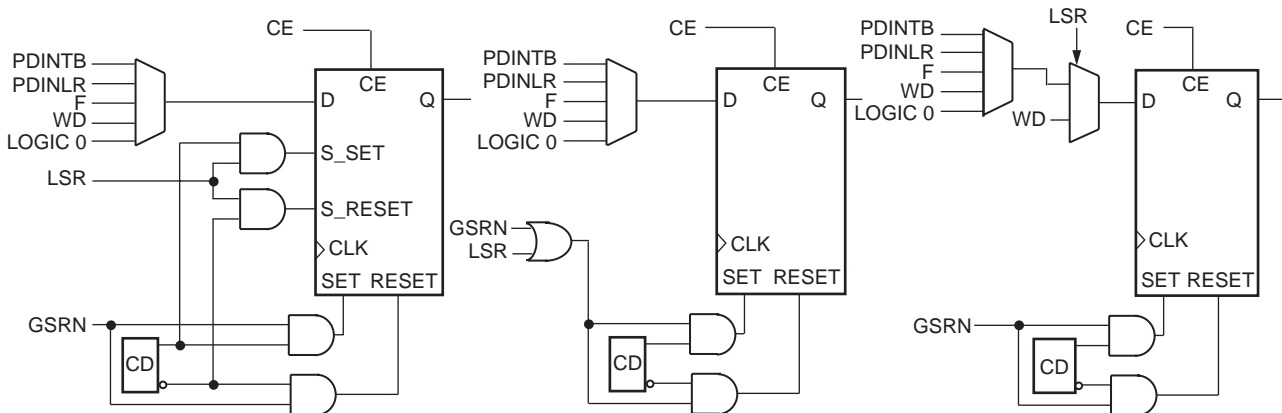 CE
PDINTB
PDINLR
F
WD
LOGIC 0
CE
D
Q
S_SET
LSR
S_RESET
CLK
SET RESET
GSRN
CD
CE
PDINTB
PDINLR
F
WD
LOGIC 0
CE
D
Q
GSRN
LSR
CLK
SET RESET
CD
LSR
CE
PDINTB
PDINLR
F
WD
LOGIC 0
WD
CE
D
Q
CLK
SET RESET
GSRN
CD